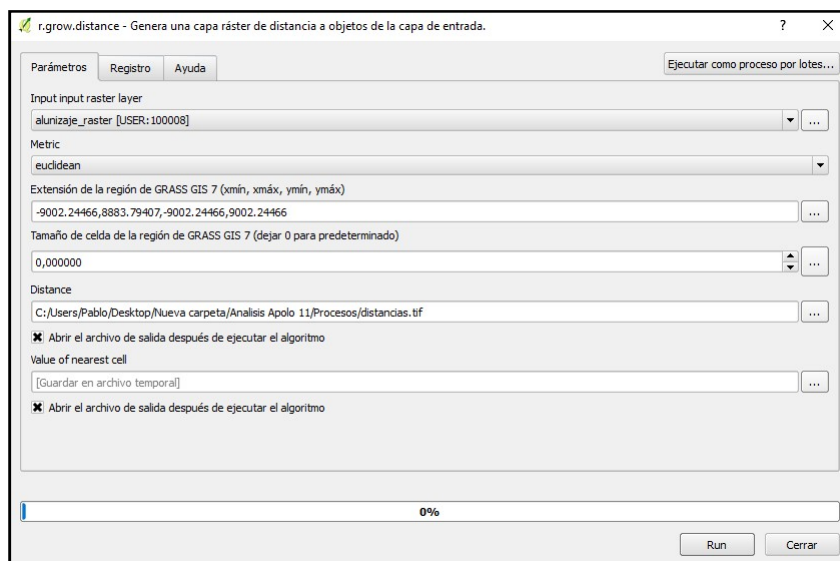 r.grow.distance - Genera una capa ráster de distancia a objetos de la capa de entrada.
Parámetros Registro Ayuda Ejecutar como proceso por lotes...
Input input raster layer
alunizaje_raster [USER:100008]
...
Metric
euclidean
Extensión de la región de GRASS GIS 7 (xmín, xmáx, ymín, ymáx)
-9002.24466,8883.79407,-9002.24466,9002.24466
...
Tamaño de celda de la región de GRASS GIS 7 (dejar 0 para predeterminado)
0,000000
...
Distance
C:/Users/Pablo/Desktop/Nueva carpeta/Analisis Apolo 11/Procesos/distancias.tif
...
Abrir el archivo de salida después de ejecutar el algoritmo
Value of nearest cell
[Guardar en archivo temporal]
...
Abrir el archivo de salida después de ejecutar el algoritmo
0%
Run Cerrar